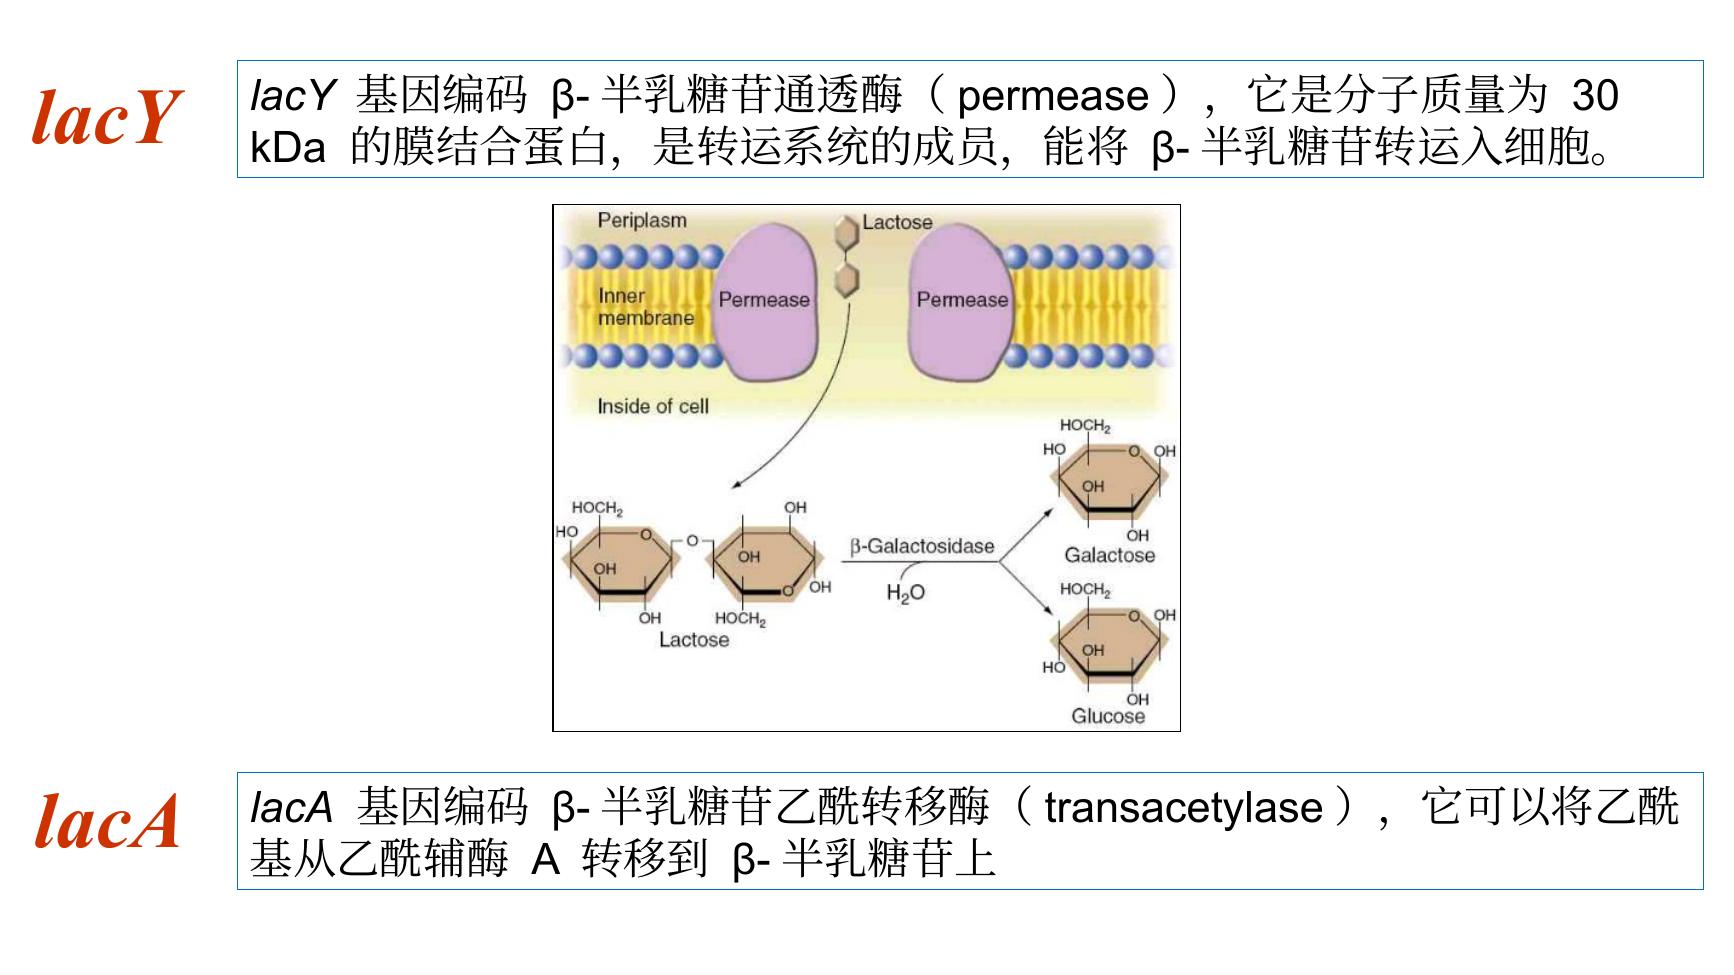 lacY
lacY 基因编码 β- 半乳糖苷通透酶（ permease ），它是分子质量为 30
kDa 的膜结合蛋白，是转运系统的成员，能将 β- 半乳糖苷转运入细胞。
Periplasm
Lactose
Inner
membrane
Permease
Permease
Inside of cell
HOCH2
HO
O
OH
OH
OH
Galactose
HOCH2
HO
O
OH
OH
O
OH
OH
O
OH
HOCH2
Lactose
β-Galactosidase
H2O
HOCH2
O
OH
OH
HO
OH
Glucose
lacA
lacA 基因编码 β- 半乳糖苷乙酰转移酶（ transacetylase ），它可以将乙酰
基从乙酰辅酶 A 转移到 β- 半乳糖苷上